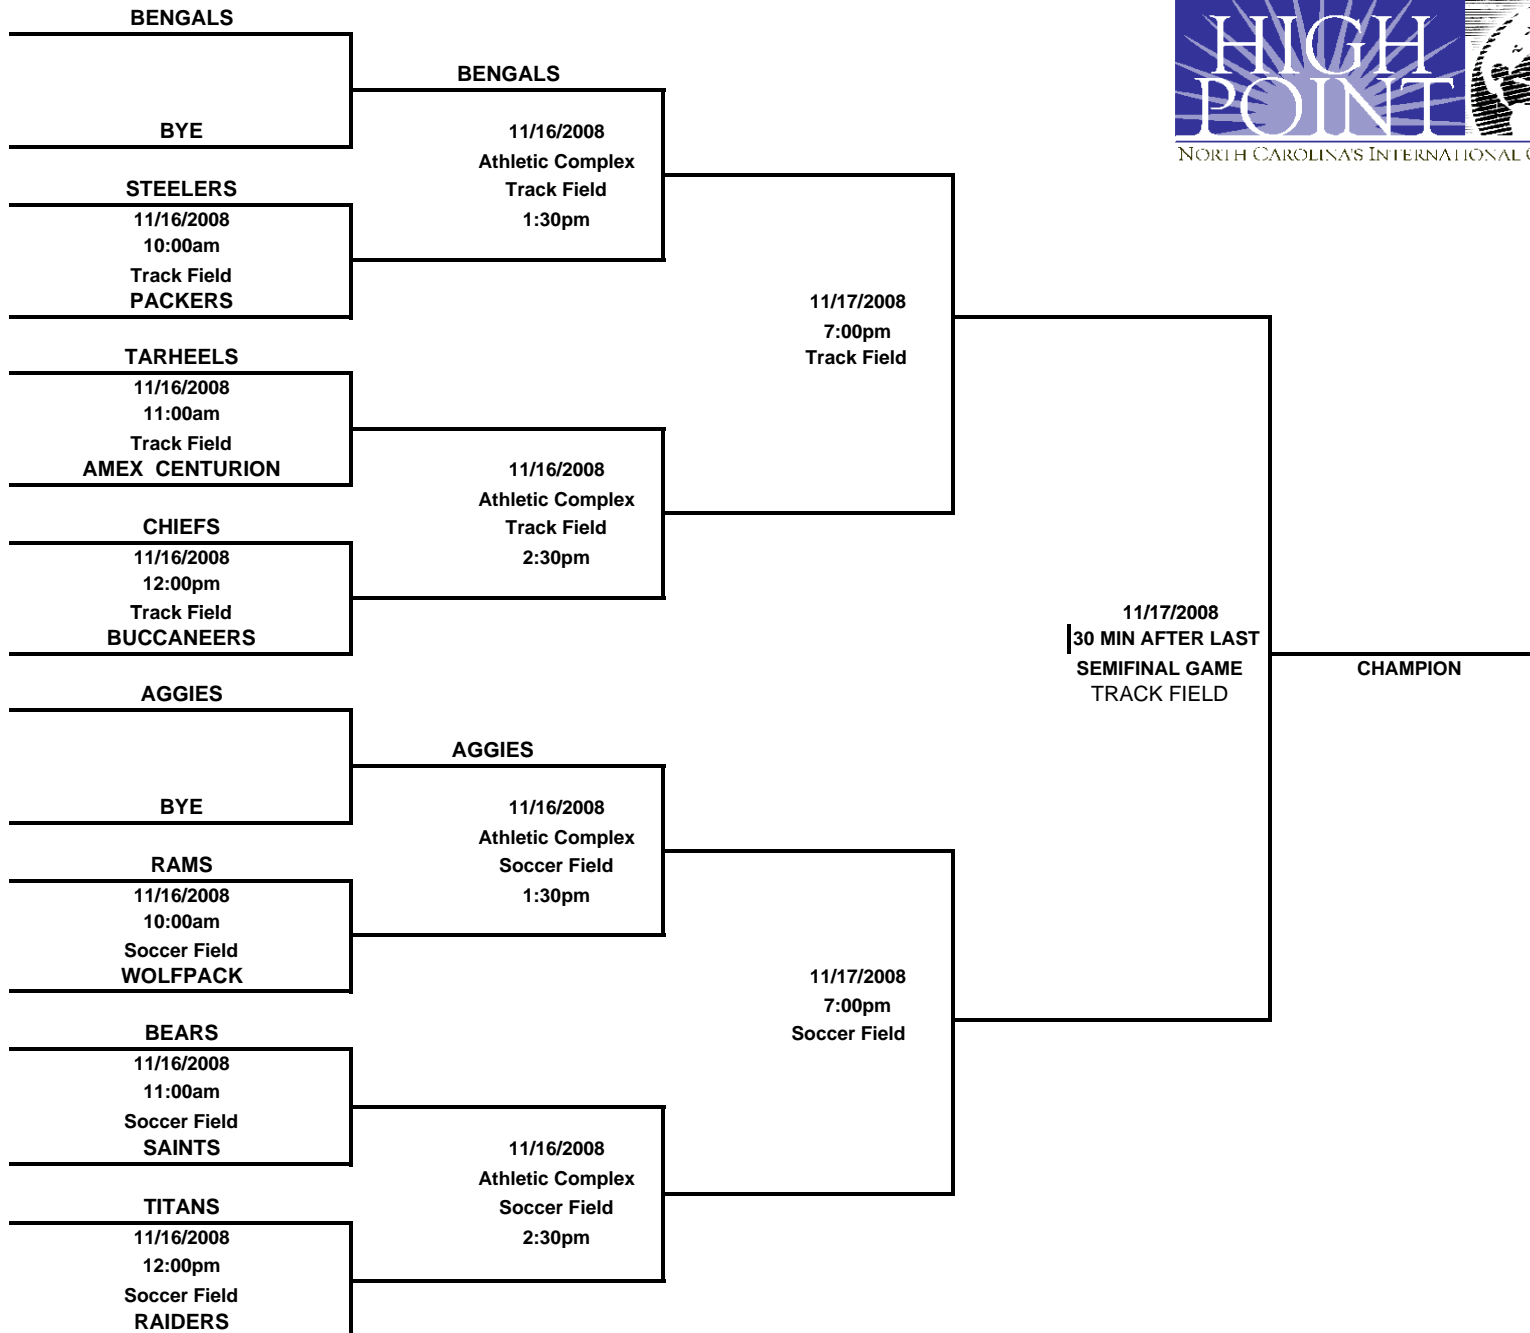 BENGALS
BENGALS
BYE
11/16/2008
Athletic Complex
Track Field
1:30pm
HIGH
POINT
NORTH CAROLINA'S INTERNATIONAL
STEELERS
11/16/2008
10:00am
Track Field
PACKERS
11/17/2008
7:00pm
Track Field
TARHEELS
11/16/2008
11:00am
Track Field
AMEX CENTURION
11/16/2008
Athletic Complex
Track Field
2:30pm
CHIEFS
11/16/2008
12:00pm
Track Field
BUCCANEERS
11/17/2008
30 MIN AFTER LAST
SEMIFINAL GAME
TRACK FIELD
CHAMPION
AGGIES
AGGIES
BYE
11/16/2008
Athletic Complex
Soccer Field
1:30pm
RAMS
11/16/2008
10:00am
Soccer Field
WOLFPACK
11/17/2008
7:00pm
Soccer Field
BEARS
11/16/2008
11:00am
Soccer Field
SAINTS
11/16/2008
Athletic Complex
Soccer Field
2:30pm
TITANS
11/16/2008
12:00pm
Soccer Field
RAIDERS